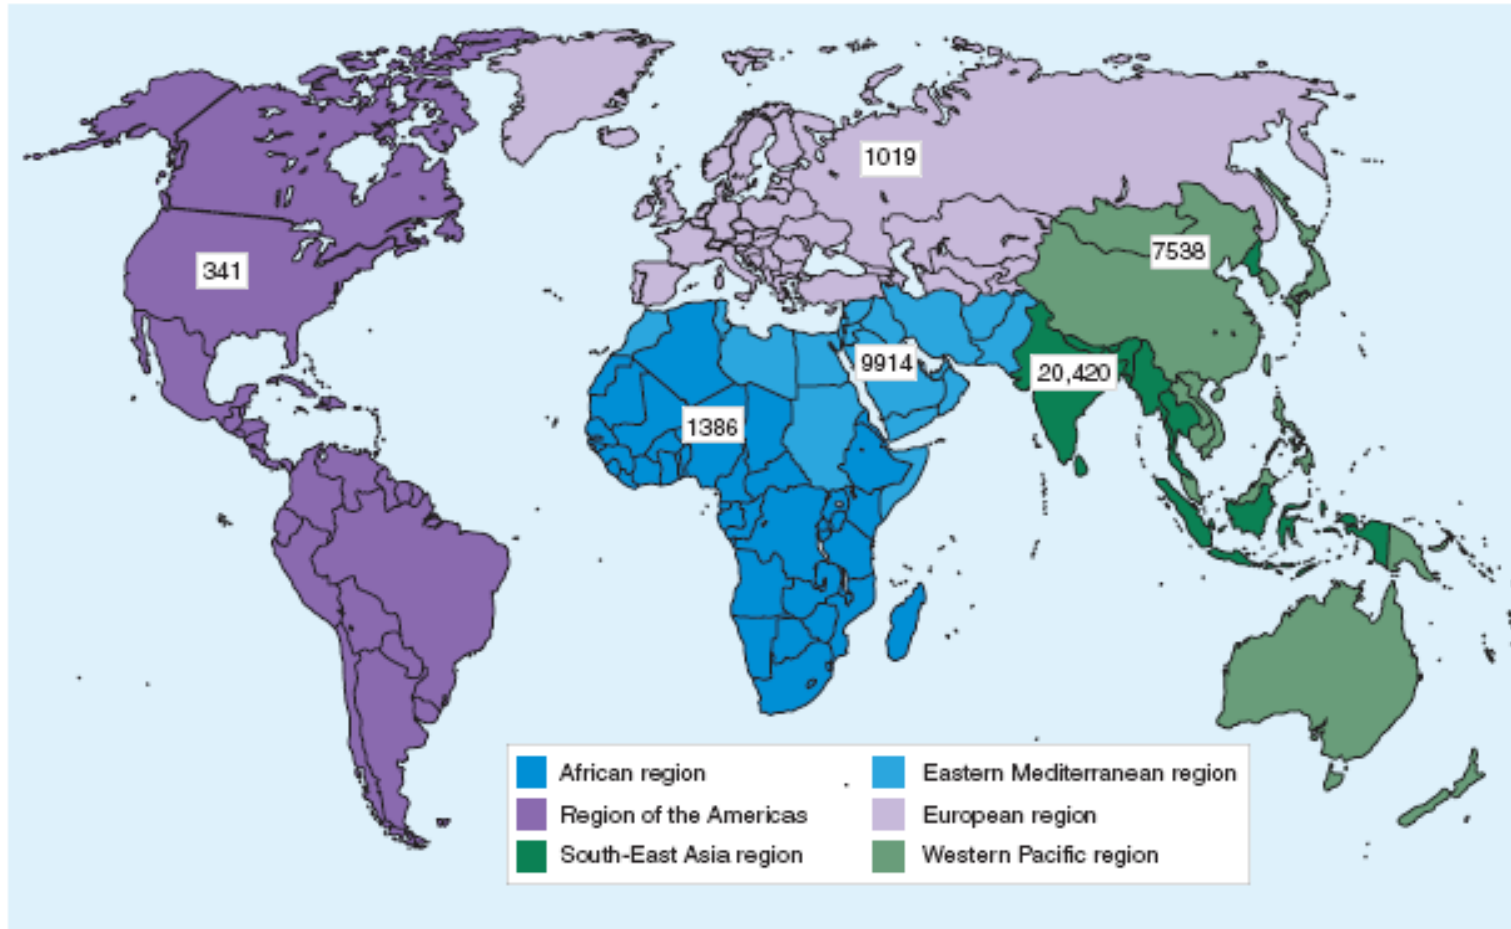 1019
7538
341
9914
20,420
1386
African region
Eastern Mediterranean region
Region of the Americas
European region
South-East Asia region
Western Pacific region